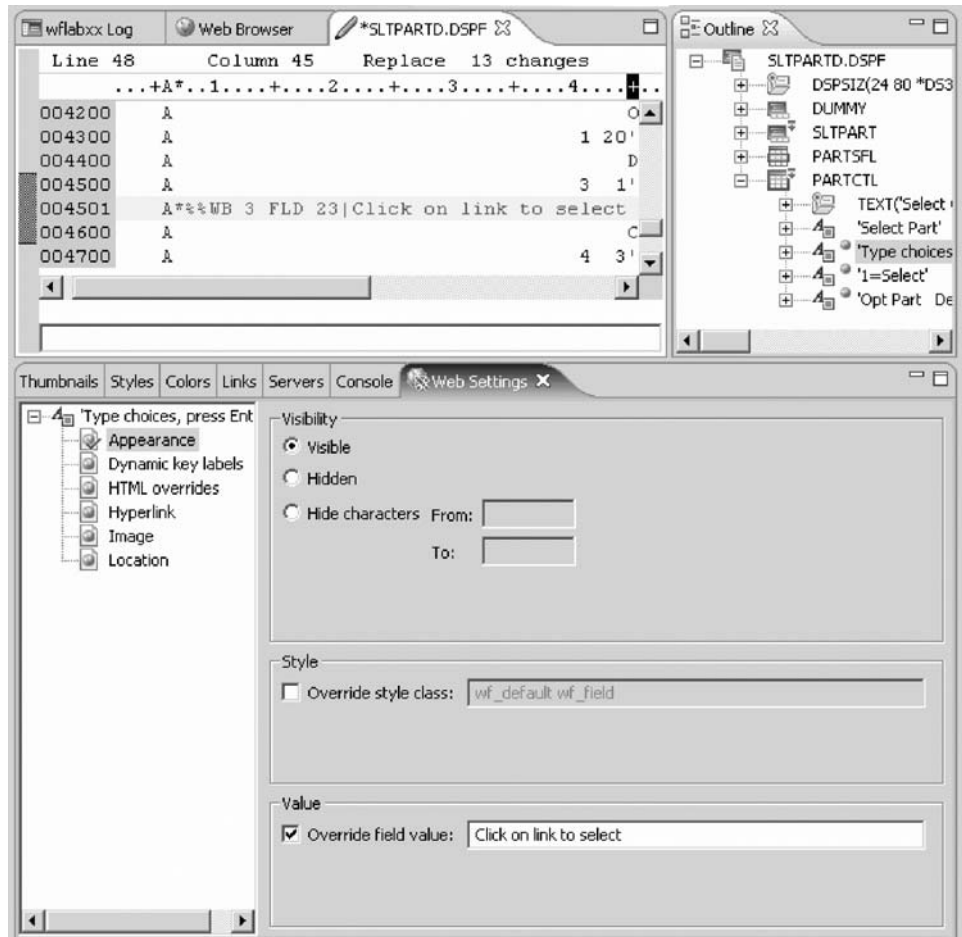 wflabxx Log
Web Browser
*SLTPARTD.DSPF
Line 48 Column 45 Replace 13 changes
...+A*..1....+....2....+....3....+....4....+..
004200 A O
004300 A 1 20'
004400 A D
004500 A 3 1'
004501 A*%%WB 3 FLD 23|Click on link to select
004600 A C
004700 A 4 3'
Outline
SLTPARTD.DSPF
DSPSIZ(24 80 *DS3
DUMMY
SLTPART
PARTSFL
PARTCTL
TEXT('Select
'Select Part'
'Type choices
'1=Select'
'Opt Part De
Thumbnails Styles Colors Links Servers Console Web Settings
'Type choices, press Ent
Appearance
Dynamic key labels
HTML overrides
Hyperlink
Image
Location
Visibility
Visible
Hidden
Hide characters From:
To:
Style
Override style class: wf_default wf_field
Value
Override field value: Click on link to select